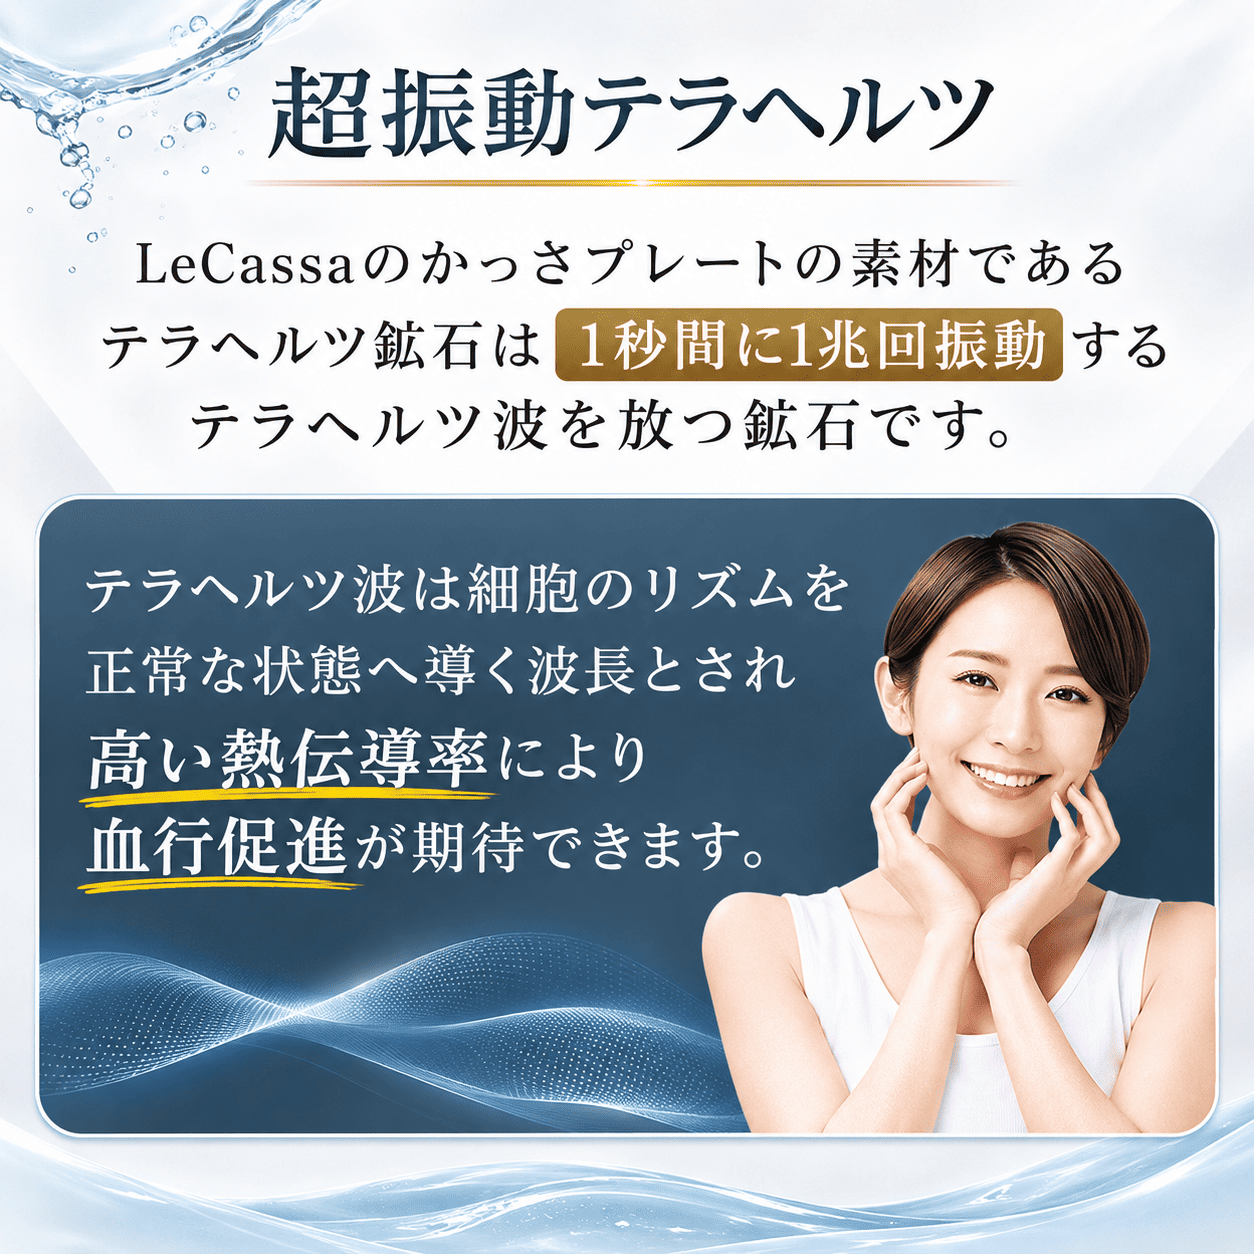 超振動テラヘルツ
LeCassaのかっさプレートの素材である
テラヘルツ鉱石は 1秒間に1兆回振動 する
テラヘルツ波を放つ鉱石です。
テラヘルツ波は細胞のリズムを
正常な状態へ導く波長とされ
高い熱伝導率により
血行促進が期待できます。